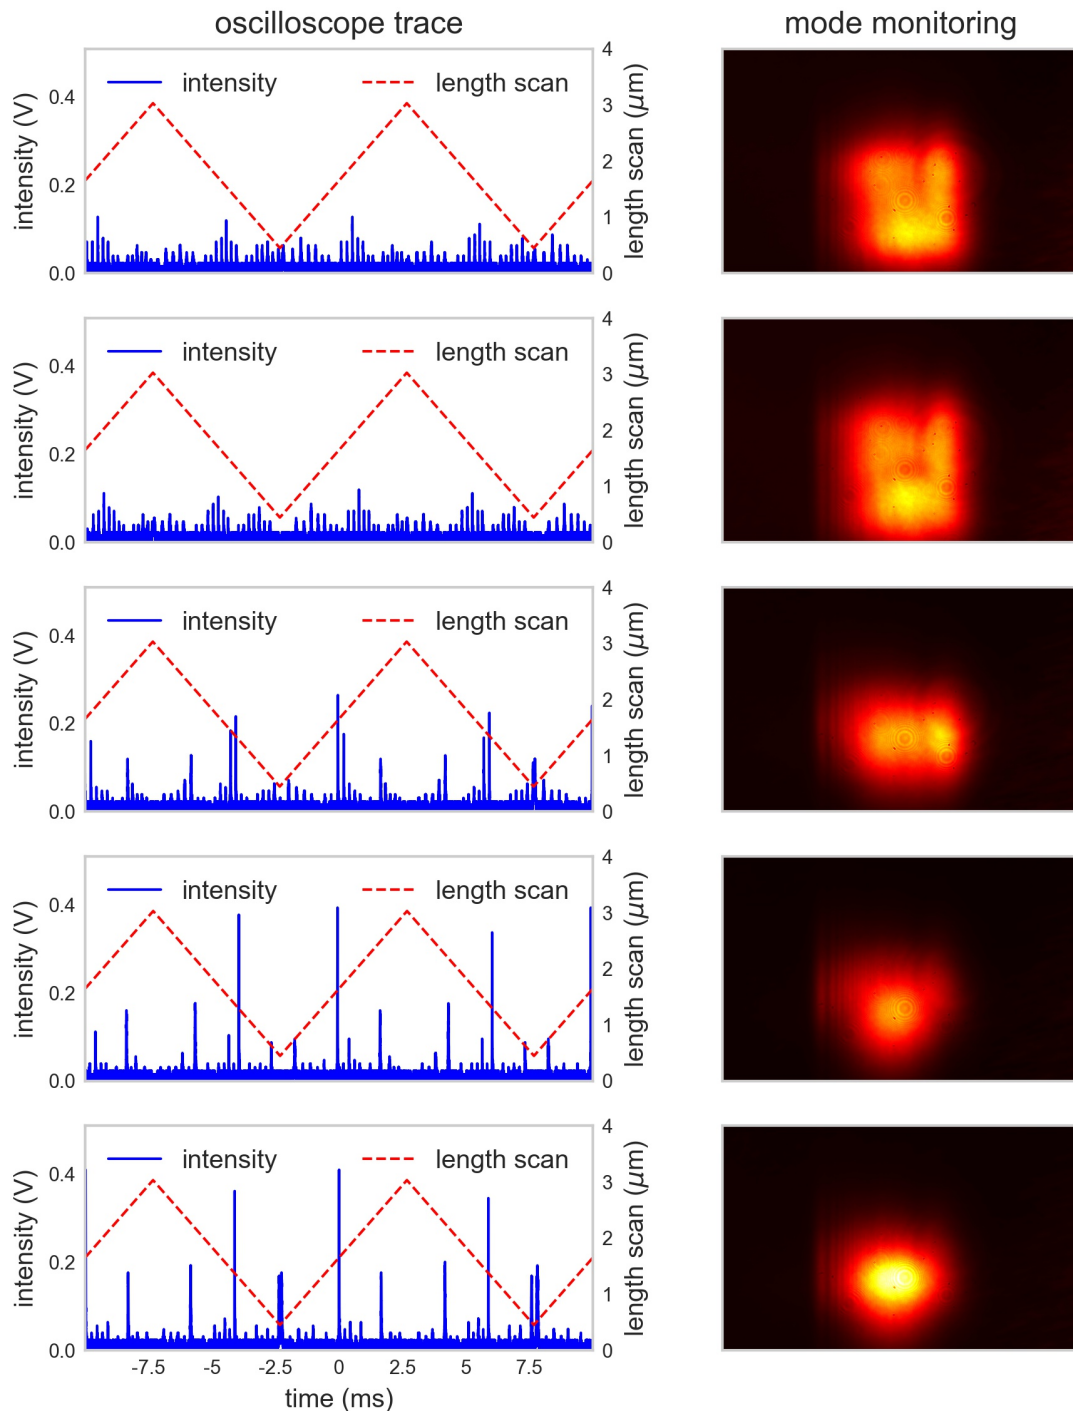 oscilloscope trace
mode monitoring
intensity
length scan
intensity (V)
0.4
0.2
0.0
length scan (μm)
4
3
2
1
0
intensity
length scan
intensity (V)
0.4
0.2
0.0
length scan (μm)
4
3
2
1
0
intensity
length scan
intensity (V)
0.4
0.2
0.0
length scan (μm)
4
3
2
1
0
intensity
length scan
intensity (V)
0.4
0.2
0.0
length scan (μm)
4
3
2
1
0
intensity
length scan
intensity (V)
0.4
0.2
0.0
length scan (μm)
4
3
2
1
0
-7.5 -5 -2.5 0 2.5 5 7.5
time (ms)